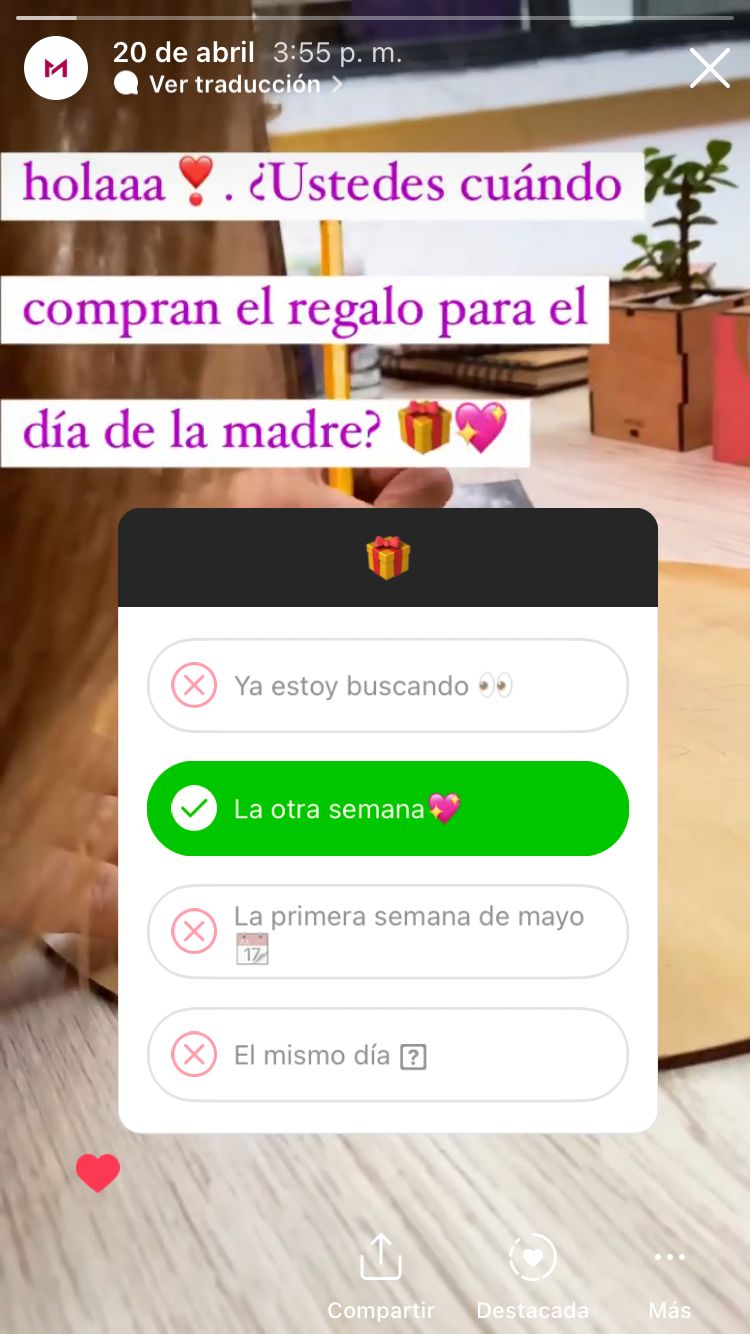 20 de abril 3:55 p. m.
Ver traducción
holaaa❣️. ¿Ustedes cuándo
compran el regalo para el
día de la madre? 🎁💖
🎁
Ya estoy buscando 👀
La otra semana💖
La primera semana de mayo
📆
El mismo día ⍰
Compartir Destacada Más